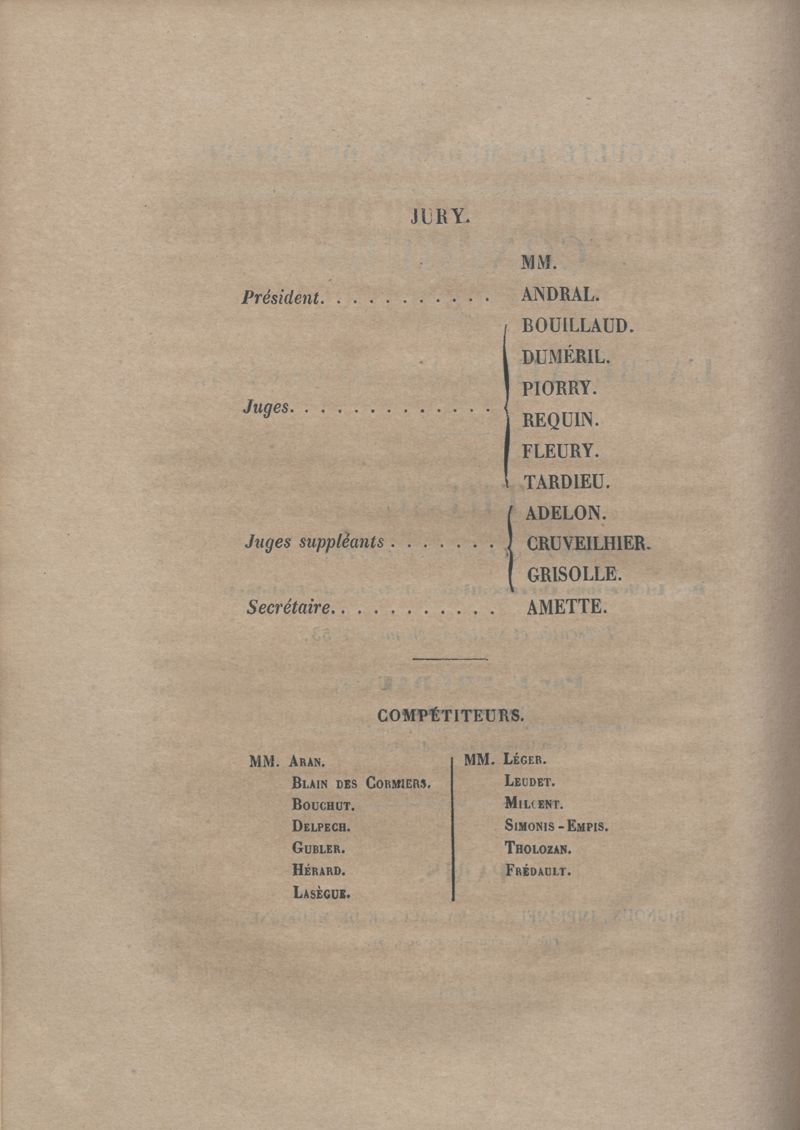 JURY.
MM.
Président. . . . . . . . . . . ANDRAL.
BOUILLAUD.
DUMÉRIL.
PIORRY.
Juges. . . . . . . . . . . . .
REQUIN.
FLEURY.
TARDIEU.
ADELON.
Juges suppléants . . . . . . . CRUVEILHIER.
GRISOLLE.
Secrétaire. . . . . . . . . . . AMETTE.
COMPÉTITEURS.
MM. ARAN.
BLAIN DES CORMIERS.
BOUCHUT.
DELPECH.
GUBLER.
HÉRARD.
LASÈGUE.
MM. LÉGER.
LEUDET.
MILCENT.
SIMONIS-EMPIS.
THOLOZAN.
FRÉDAULT.